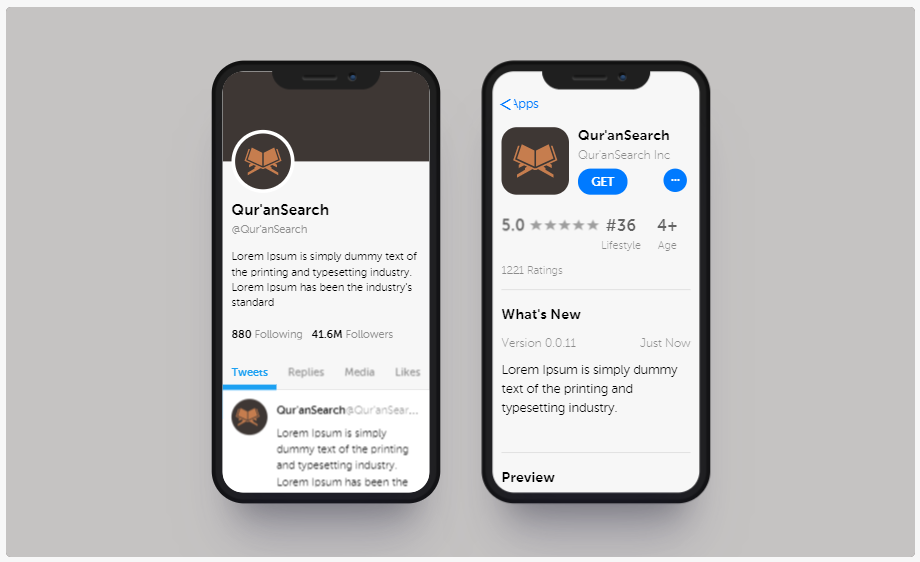 Qur'anSearch
@Qur'anSearch
Lorem Ipsum is simply dummy text of
the printing and typesetting industry.
Lorem Ipsum has been the industry's
standard
880 Following 41.6M Followers
Tweets Replies Media Likes
Qur'anSearch@Qur'anSear...
Lorem Ipsum is simply
dummy text of the printing
and typesetting industry.
Lorem Ipsum has been the
Apps
Qur'anSearch
Qur'anSearch Inc
GET
5.0 #36 4+
Lifestyle Age
1221 Ratings
What's New
Version 0.0.11 Just Now
Lorem Ipsum is simply dummy
text of the printing and
typesetting industry.
Preview